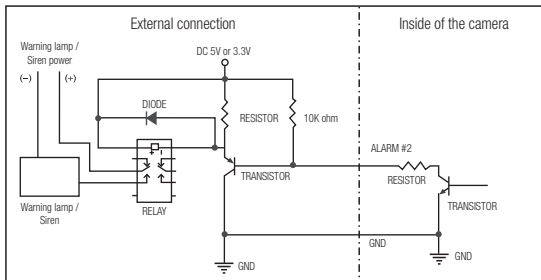 External connection
Inside of the camera
Warning lamp /
Siren power
(−)
(+)
DC 5V or 3.3V
DIODE
RESISTOR
10K ohm
+
−
ALARM #2
RESISTOR
TRANSISTOR
TRANSISTOR
RELAY
Warning lamp /
Siren
GND
GND
GND